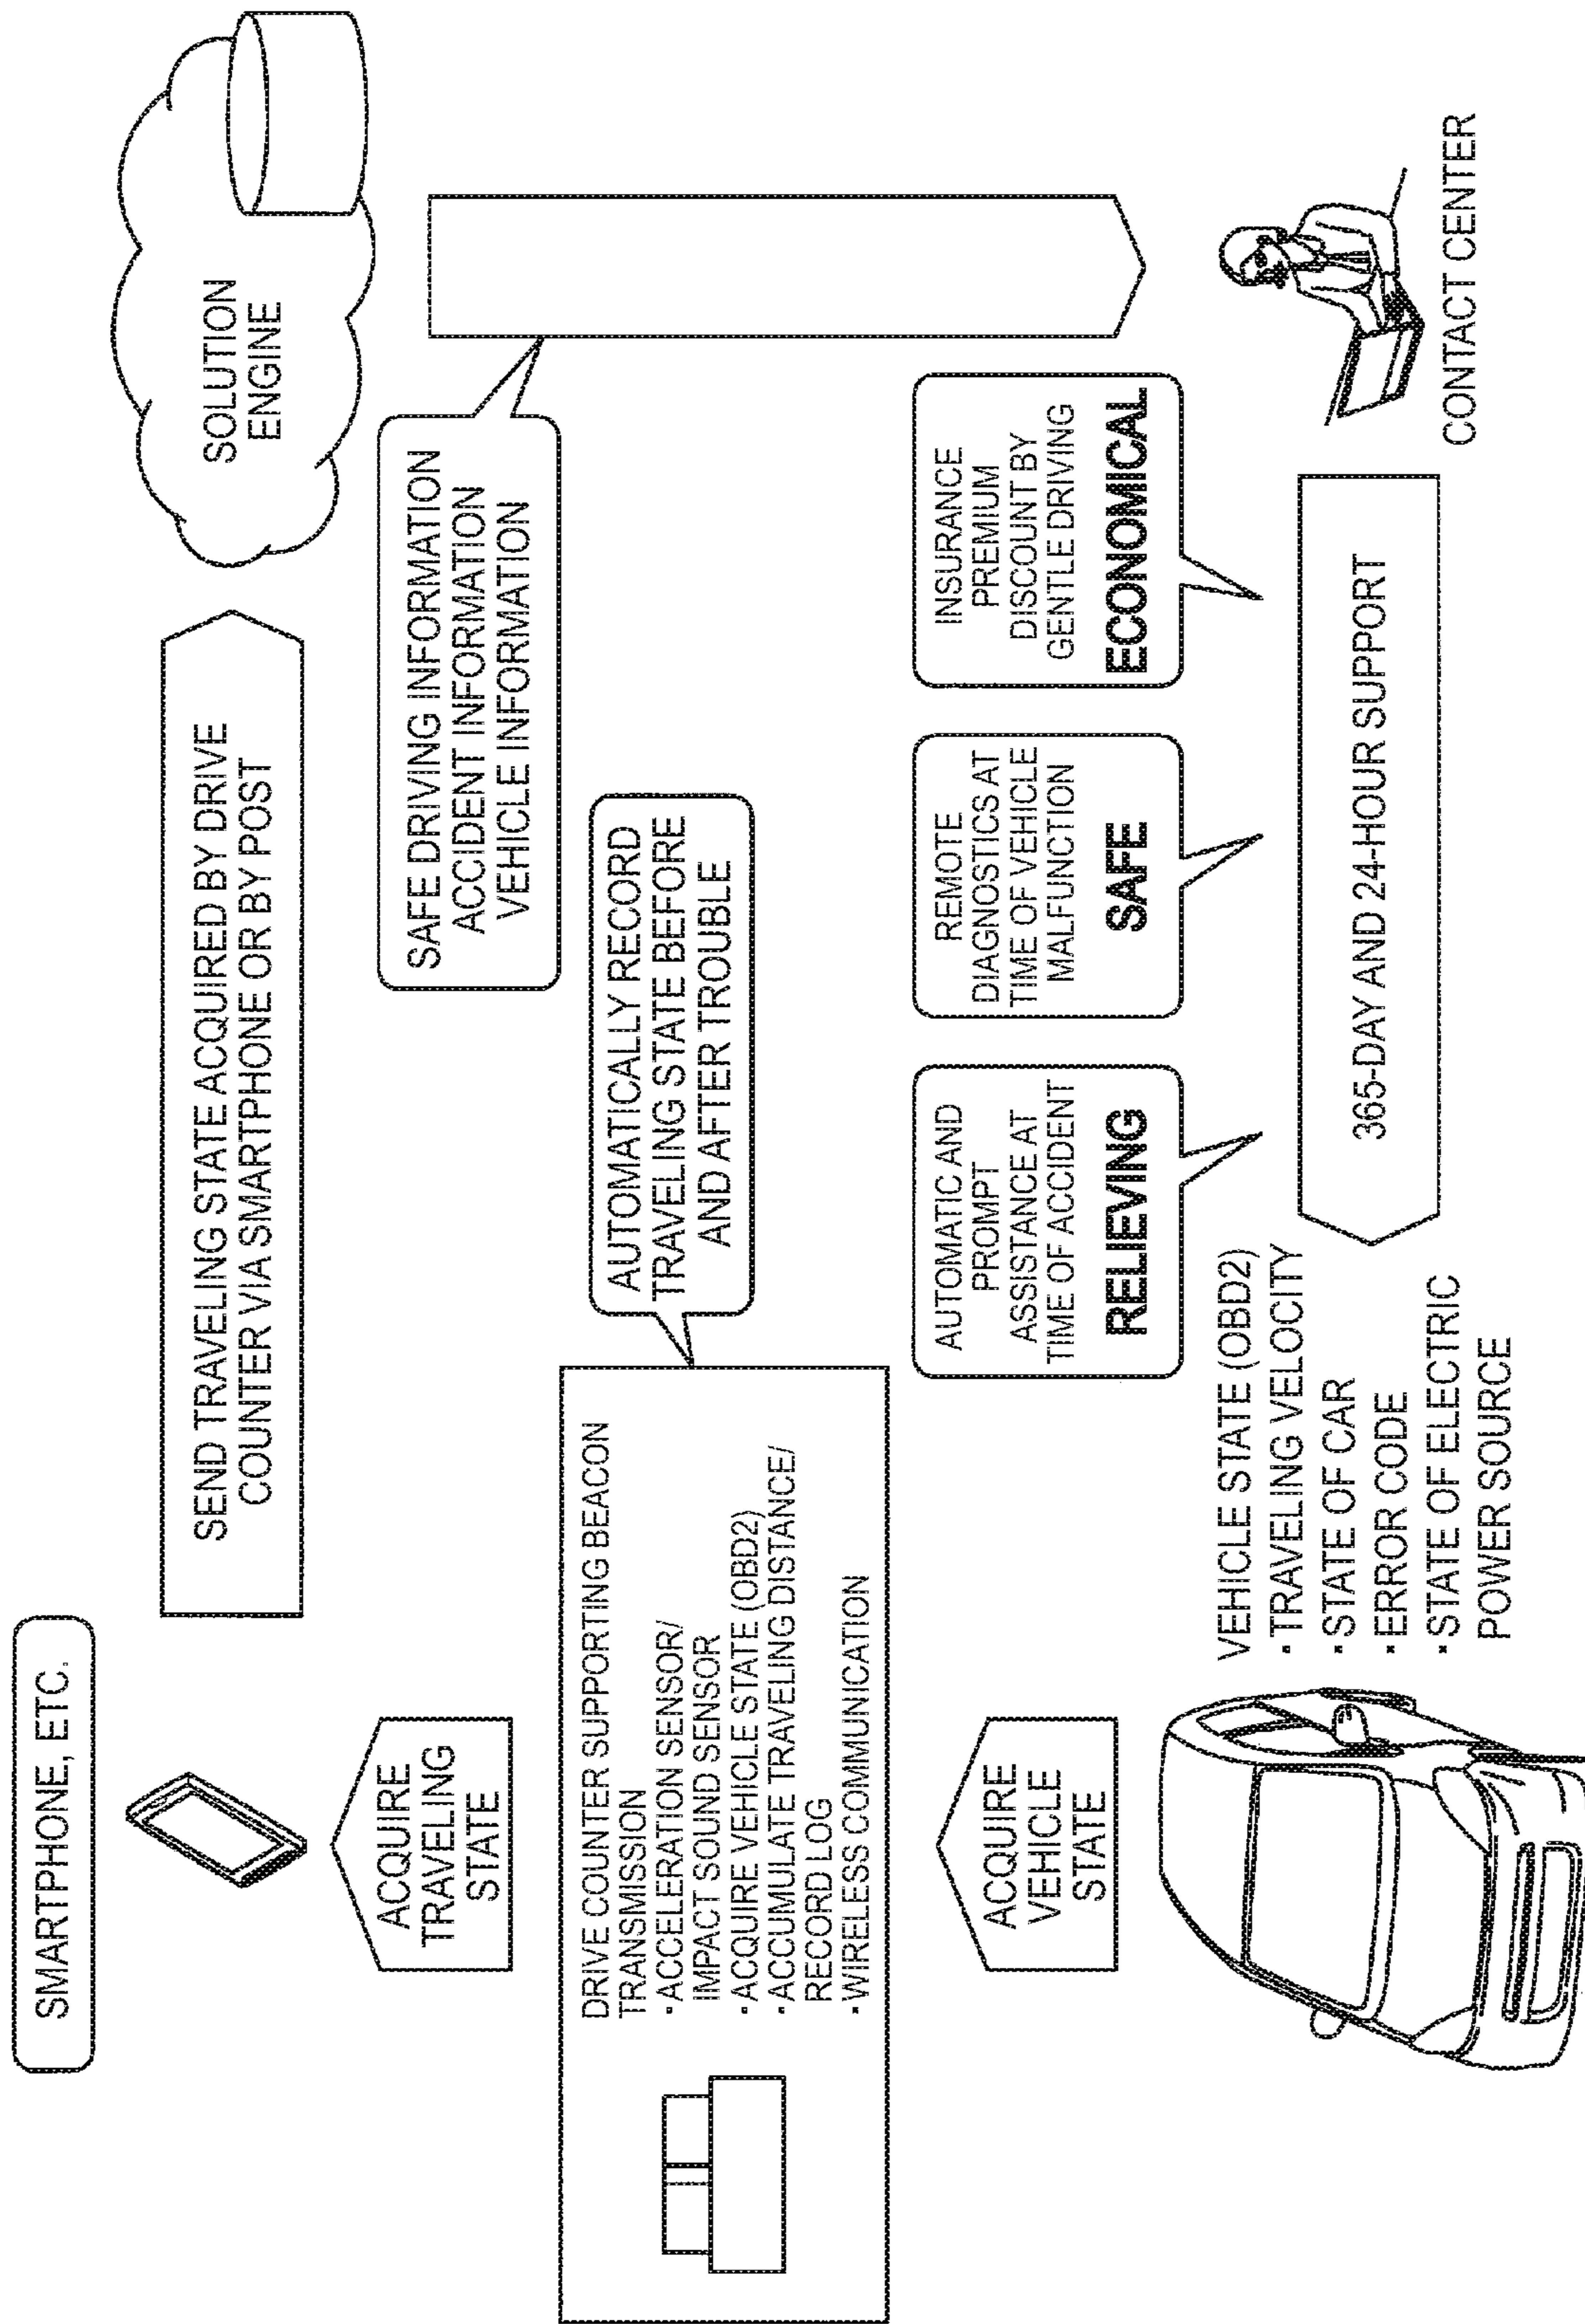 SMARTPHONE, ETC.
SEND TRAVELING STATE ACQUIRED BY DRIVE
COUNTER VIA SMARTPHONE OR BY POST
SOLUTION
ENGINE
ACQUIRE
TRAVELING
STATE
SAFE DRIVING INFORMATION
ACCIDENT INFORMATION
VEHICLE INFORMATION
DRIVE COUNTER SUPPORTING BEACON
TRANSMISSION
・ACCELERATION SENSOR/
IMPACT SOUND SENSOR
・ACQUIRE VEHICLE STATE (OBD2)
・ACCUMULATE TRAVELING DISTANCE/
RECORD LOG
・WIRELESS COMMUNICATION
AUTOMATICALLY RECORD
TRAVELING STATE BEFORE
AND AFTER TROUBLE
ACQUIRE
VEHICLE
STATE
AUTOMATIC AND
PROMPT
ASSISTANCE AT
TIME OF ACCIDENT
RELIEVING
REMOTE
DIAGNOSTICS AT
TIME OF VEHICLE
MALFUNCTION
SAFE
INSURANCE
PREMIUM
DISCOUNT BY
GENTLE DRIVING
ECONOMICAL
VEHICLE STATE (OBD2)
・TRAVELING VELOCITY
・STATE OF CAR
・ERROR CODE
・STATE OF ELECTRIC
POWER SOURCE
365-DAY AND 24-HOUR SUPPORT
CONTACT CENTER